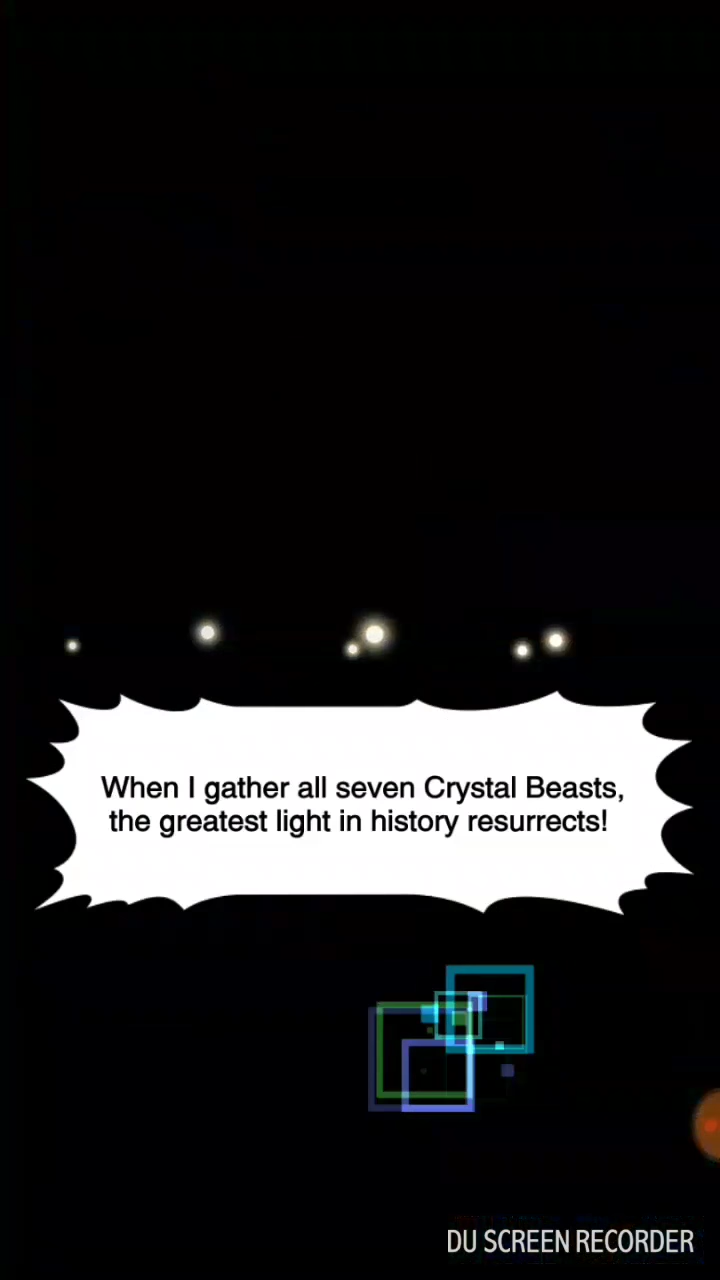 When I gather all seven Crystal Beasts,
the greatest light in history resurrects!
DU SCREEN RECORDER